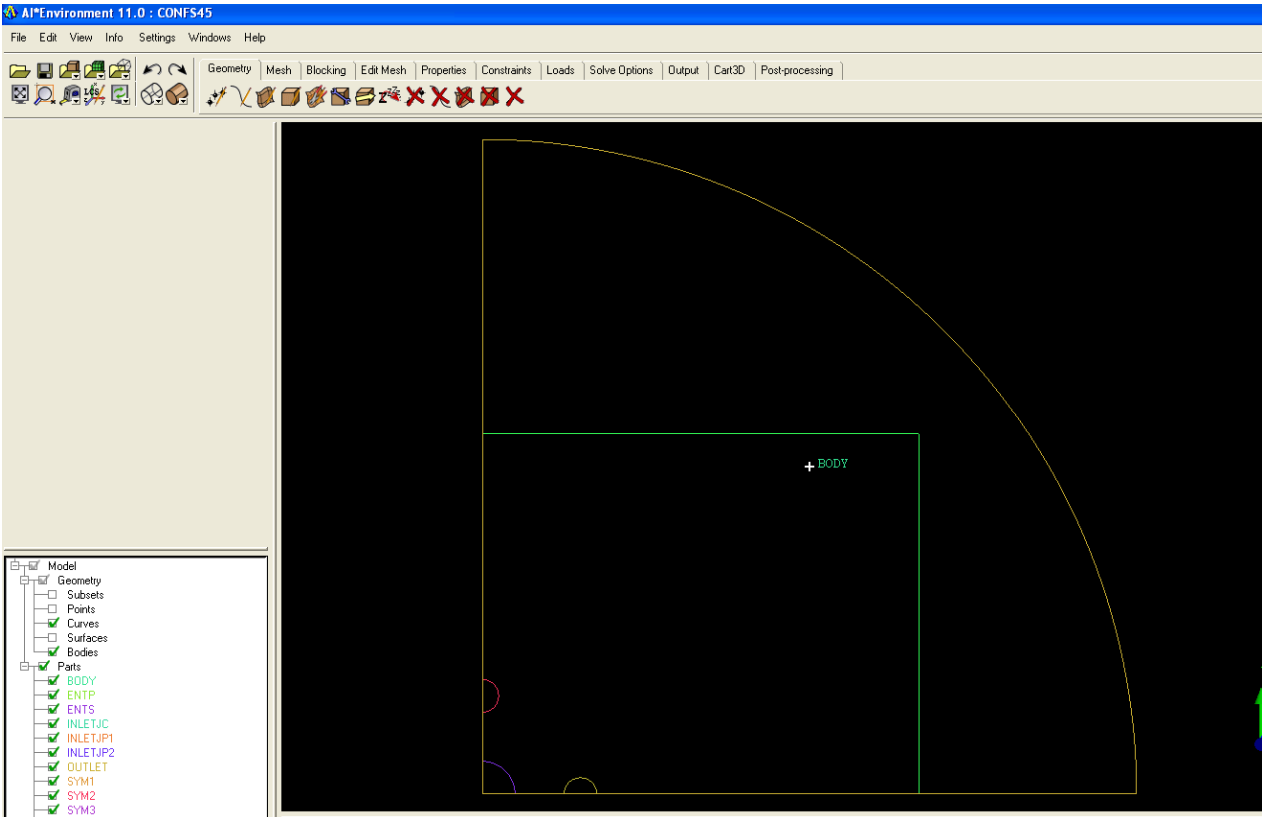 AI*Environment 11.0 : CONFS45
File Edit View Info Settings Windows Help
Geometry Mesh Blocking Edit Mesh Properties Constraints Loads Solve Options Output Cart3D Post-processing
BODY
Model
Geometry
Subsets
Points
Curves
Surfaces
Bodies
Parts
BODY
ENTP
ENTS
INLETJC
INLETJP1
INLETJP2
OUTLET
SYM1
SYM2
SYM3